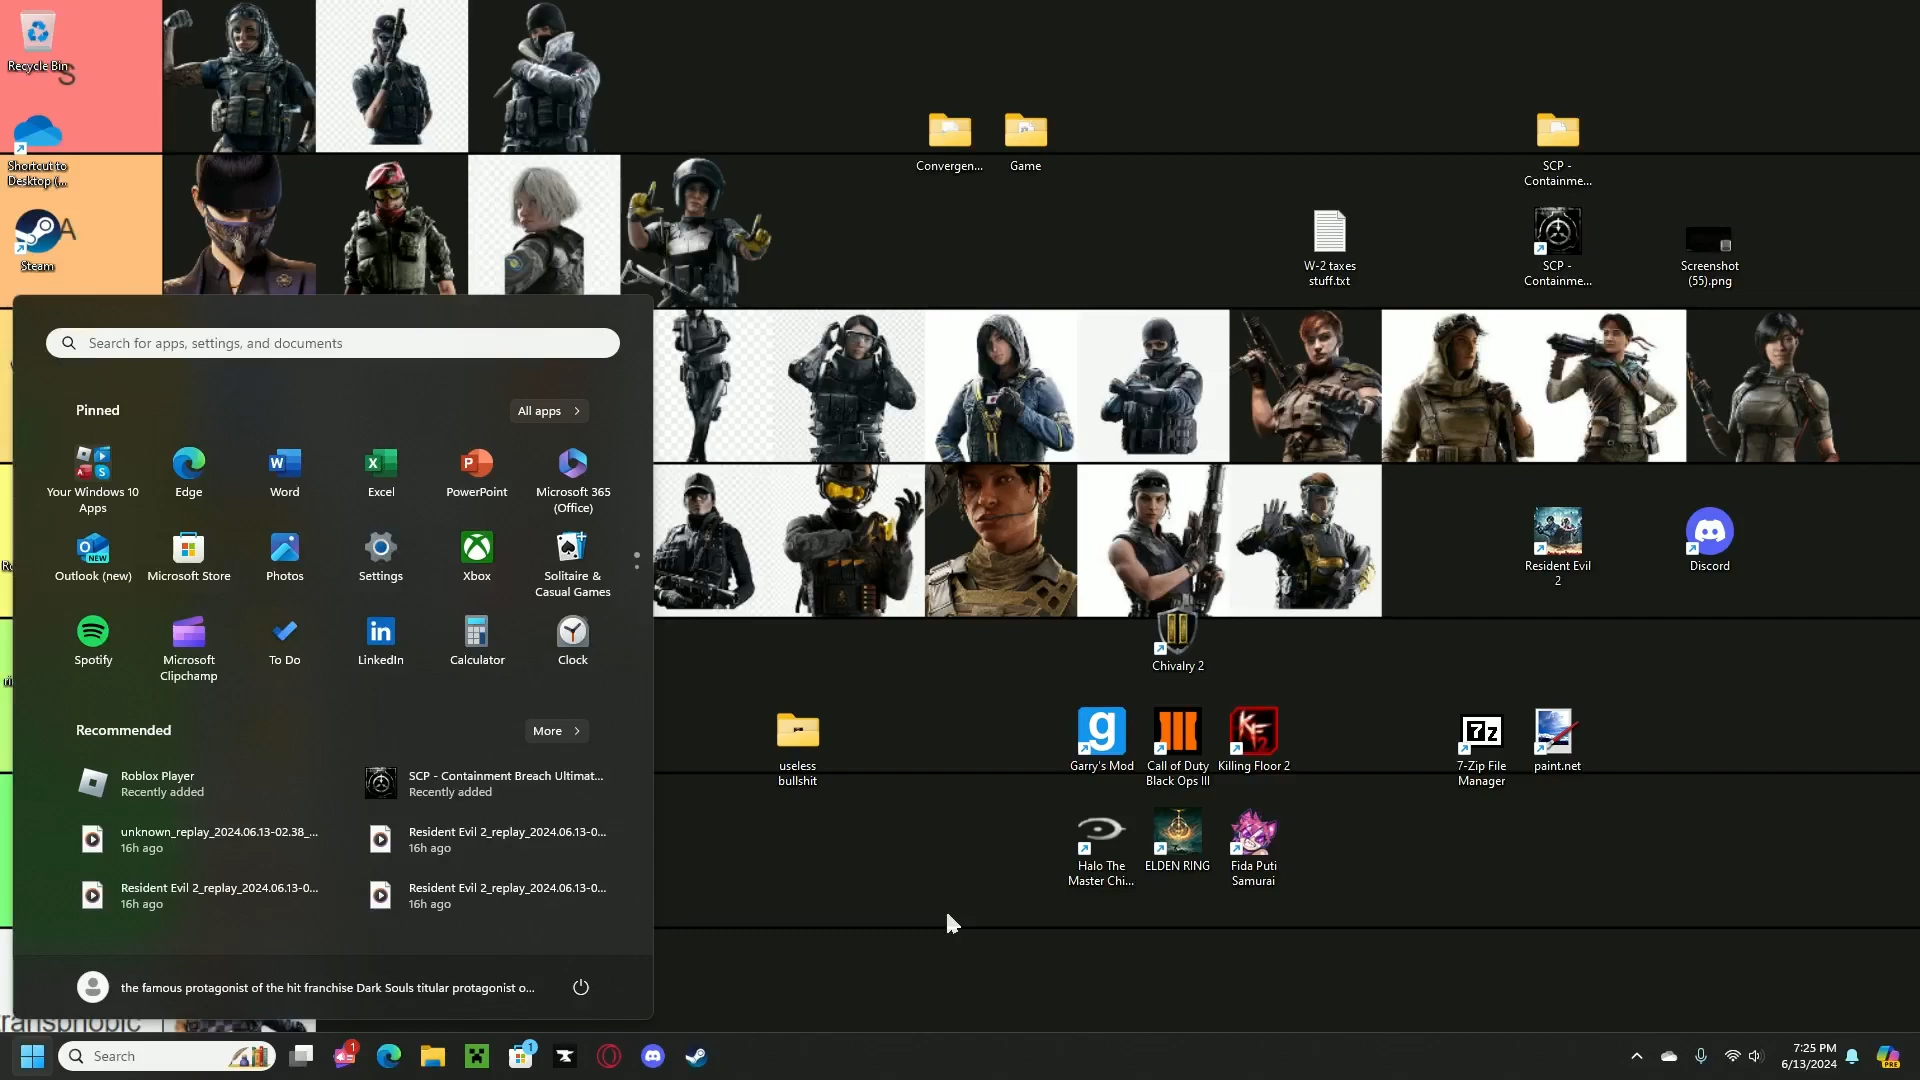 Recycle Bin
S
Shortcut to
Desktop (...
A
Steam
Convergen...
Game
SCP -
Containme...
W-2 taxes
stuff.txt
SCP -
Containme...
Screenshot
(55).png
Search for apps, settings, and documents
Pinned
All apps
Your Windows 10
Apps
Edge
Word
Excel
PowerPoint
Microsoft 365
(Office)
Outlook (new)
Microsoft Store
Photos
Settings
Xbox
Solitaire &
Casual Games
Spotify
Microsoft
Clipchamp
To Do
LinkedIn
Calculator
Clock
Recommended
More
Roblox Player
Recently added
SCP - Containment Breach Ultimat...
Recently added
unknown_replay_2024.06.13-02.38_...
16h ago
Resident Evil 2_replay_2024.06.13-0...
16h ago
Resident Evil 2_replay_2024.06.13-0...
16h ago
Resident Evil 2_replay_2024.06.13-0...
16h ago
the famous protagonist of the hit franchise Dark Souls titular protagonist o...
Resident Evil
2
Discord
Chivalry 2
useless
bullshit
Garry's Mod
Call of Duty
Black Ops III
Killing Floor 2
7-Zip File
Manager
paint.net
Halo The
Master Chi...
ELDEN RING
Fida Puti
Samurai
transphobic
Search
1
1
7:25 PM
6/13/2024